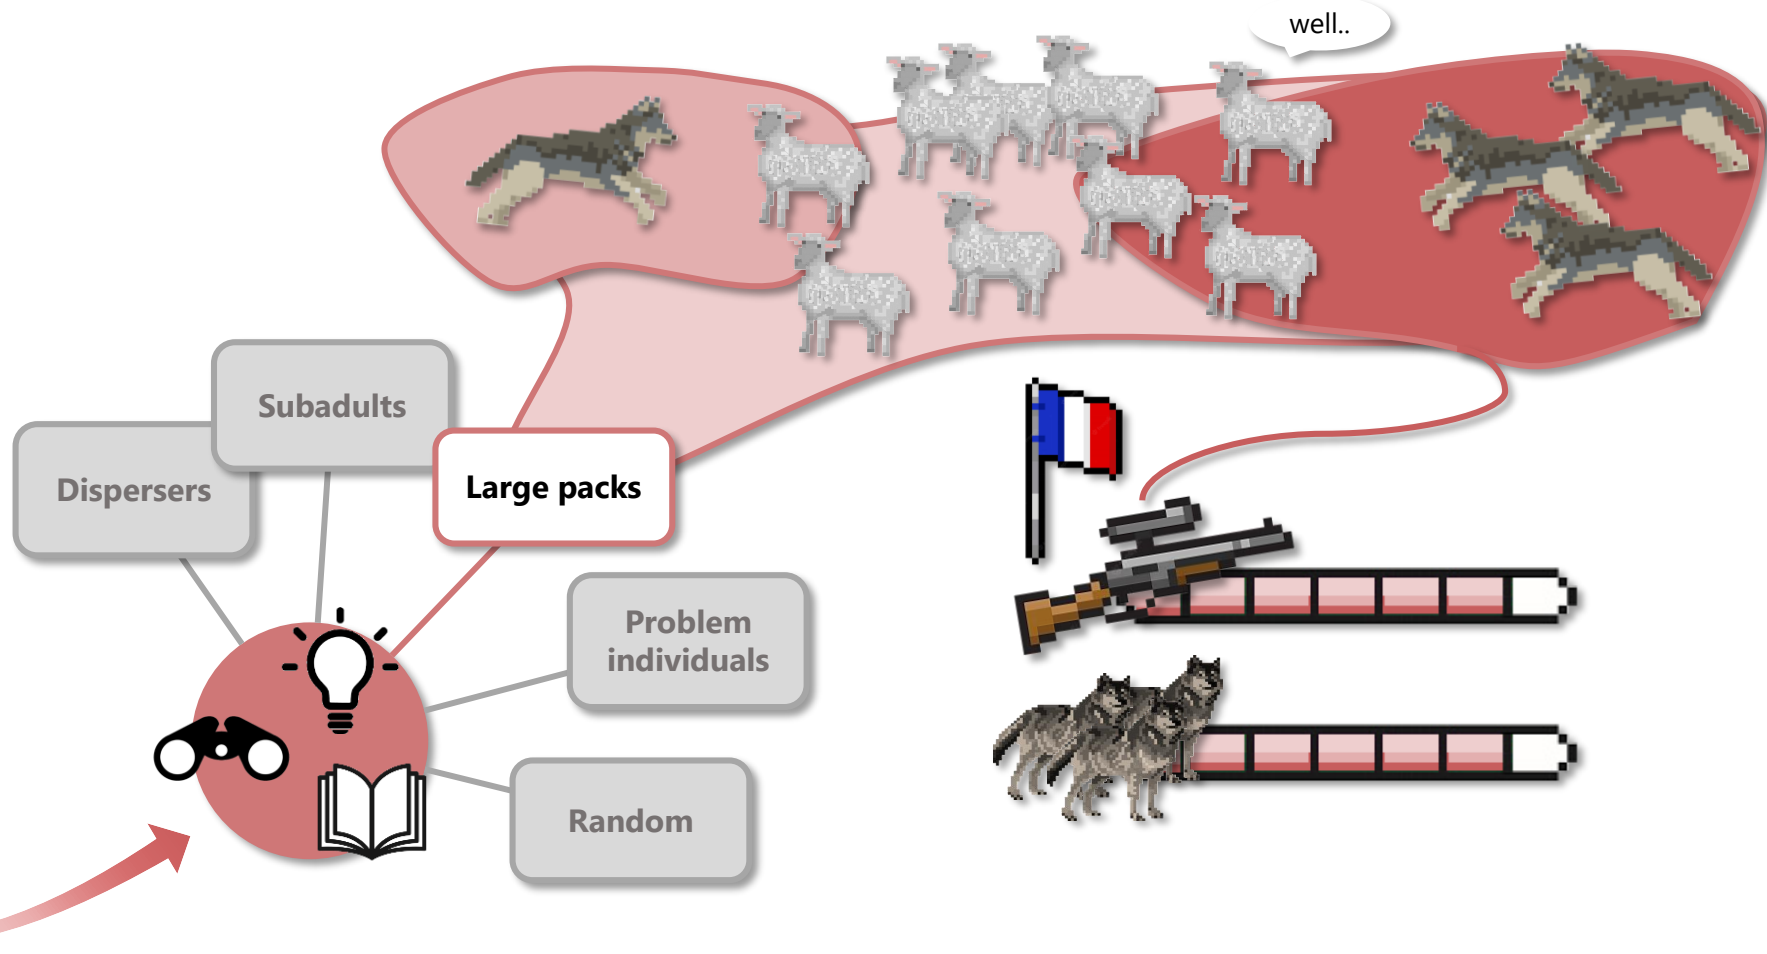 well..
Subadults
Dispersers
Large packs
Problem
individuals
Random